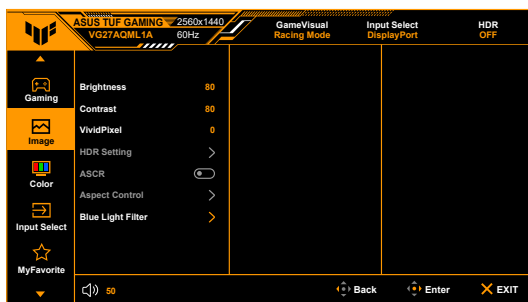 ASUS TUF GAMING
VG27AQML1A
2560x1440
60Hz
GameVisual
Racing Mode
Input Select
DisplayPort
HDR
OFF
Gaming
Image
Color
Input Select
MyFavorite
Brightness 80
Contrast 80
VividPixel 0
HDR Setting
ASCR
Aspect Control
Blue Light Filter
50
Back
Enter
EXIT